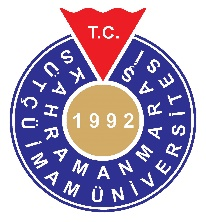 T.C.
KAHRAMANMARAŞ
SÜTÇÜ İMAM ÜNİVERSİTESİ
1992